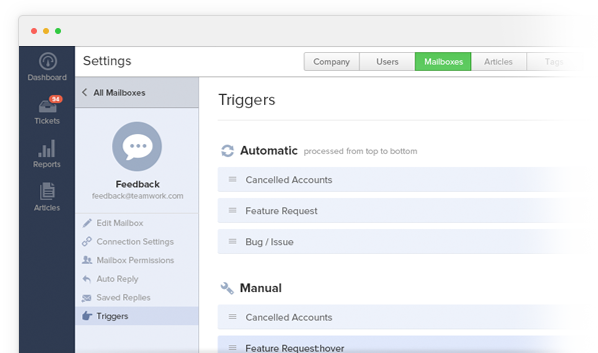 Settings
Company
Users
Mailboxes
Articles
Tags
Dashboard
94
Tickets
Reports
Articles
All Mailboxes
Feedback
feedback@teamwork.com
Edit Mailbox
Connection Settings
Mailbox Permissions
Auto Reply
Saved Replies
Triggers
Triggers
Automatic processed from top to bottom
Cancelled Accounts
Feature Request
Bug / Issue
Manual
Cancelled Accounts
Feature Request:hover